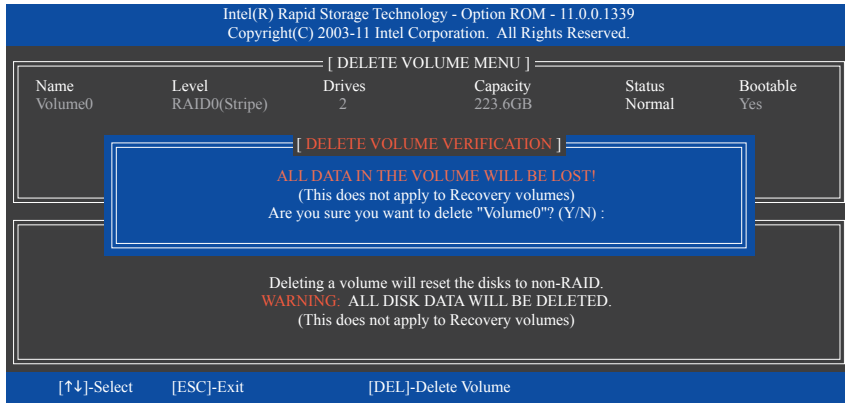 Intel(R) Rapid Storage Technology - Option ROM - 11.0.0.1339
Copyright(C) 2003-11 Intel Corporation. All Rights Reserved.
[ DELETE VOLUME MENU ]
Name Level Drives Capacity Status Bootable
Volume0 RAID0(Stripe) 2 223.6GB Normal Yes
[ DELETE VOLUME VERIFICATION ]
ALL DATA IN THE VOLUME WILL BE LOST!
(This does not apply to Recovery volumes)
Are you sure you want to delete "Volume0"? (Y/N) :
Deleting a volume will reset the disks to non-RAID.
WARNING: ALL DISK DATA WILL BE DELETED.
(This does not apply to Recovery volumes)
[↑↓]-Select [ESC]-Exit [DEL]-Delete Volume